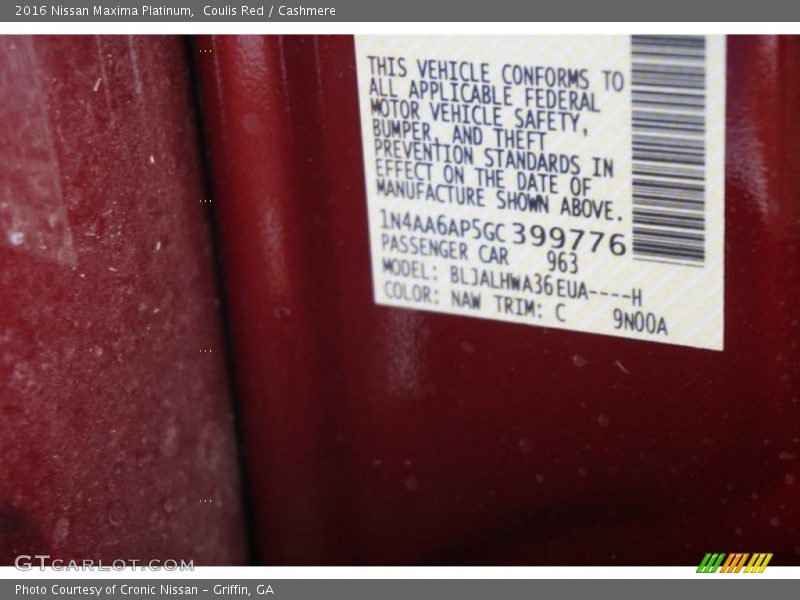 2016 Nissan Maxima Platinum,  Coulis Red / Cashmere
THIS VEHICLE CONFORMS TO
ALL APPLICABLE FEDERAL
MOTOR VEHICLE SAFETY,
BUMPER, AND THEFT
PREVENTION STANDARDS IN
EFFECT ON THE DATE OF
MANUFACTURE SHOWN ABOVE.
1N4AA6AP5GC399776
PASSENGER CAR 963
MODEL: BLJALHWA36EUA----H
COLOR: NAW TRIM: C 9N00A
GTCARLOT.COM
Photo Courtesy of Cronic Nissan - Griffin, GA